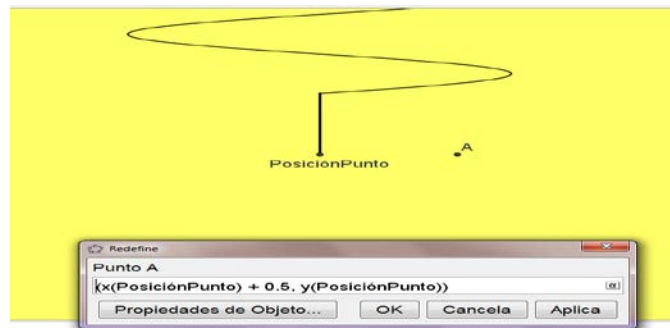 PosiciónPunto
A
Redefine
Punto A
(x(PosiciónPunto) + 0.5, y(PosiciónPunto))
α
Propiedades de Objeto...
OK
Cancela
Aplica